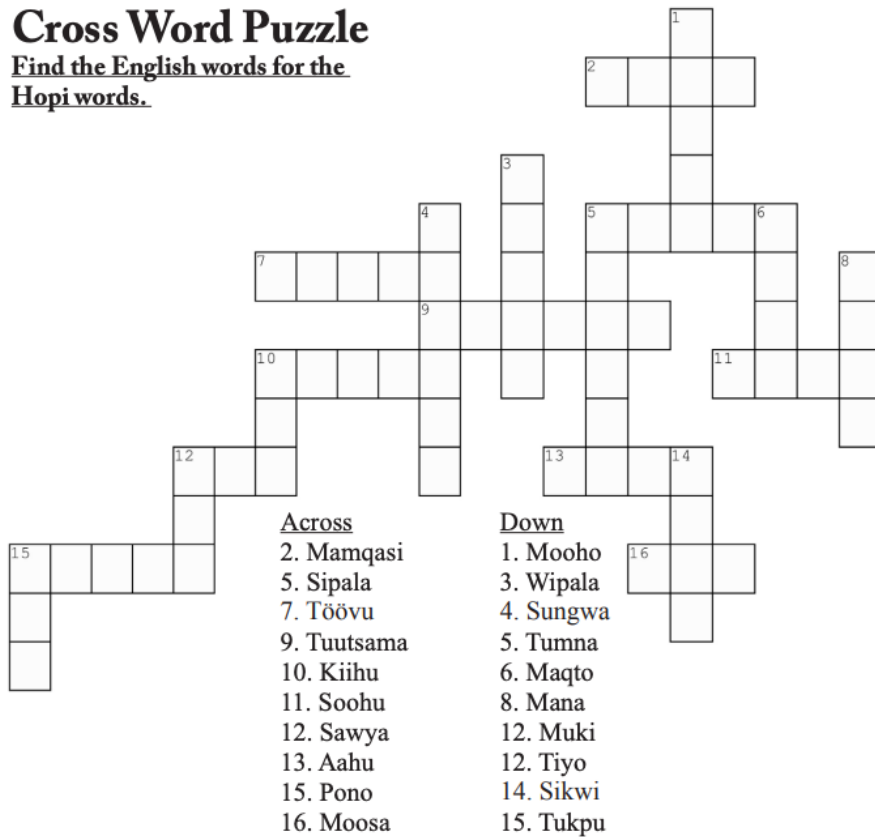 Cross Word Puzzle
Find the English words for the
Hopi words.
1
2
3
4
5
6
7
8
9
10
11
12
13
14
15
16
Across
2. Mamqasi
5. Sipala
7. Töövu
9. Tuutsama
10. Kiihu
11. Soohu
12. Sawya
13. Aahu
15. Pono
16. Moosa
Down
1. Mooho
3. Wipala
4. Sungwa
5. Tumna
6. Maqto
8. Mana
12. Muki
12. Tiyo
14. Sikwi
15. Tukpu